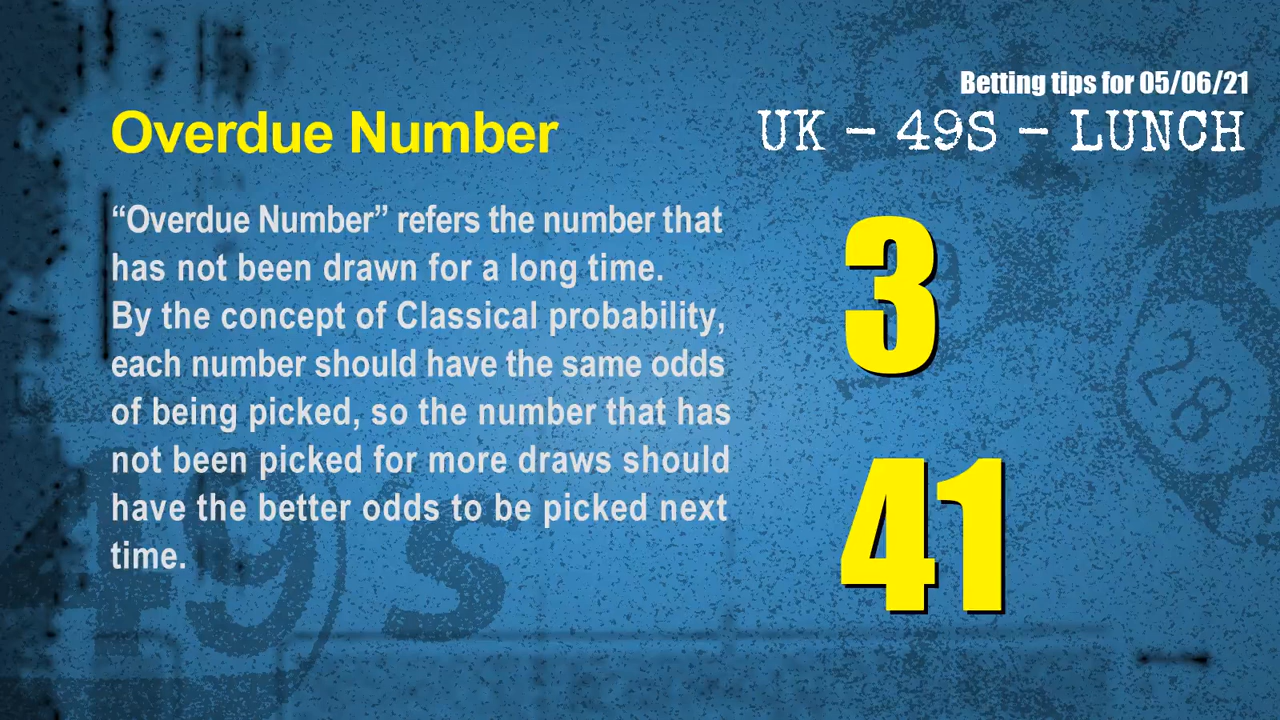 Betting tips for 05/06/21
UK - 49S - LUNCH
Overdue Number
“Overdue Number” refers the number that
has not been drawn for a long time.
By the concept of Classical probability,
each number should have the same odds
of being picked, so the number that has
not been picked for more draws should
have the better odds to be picked next
time.
3
41
28
49 s